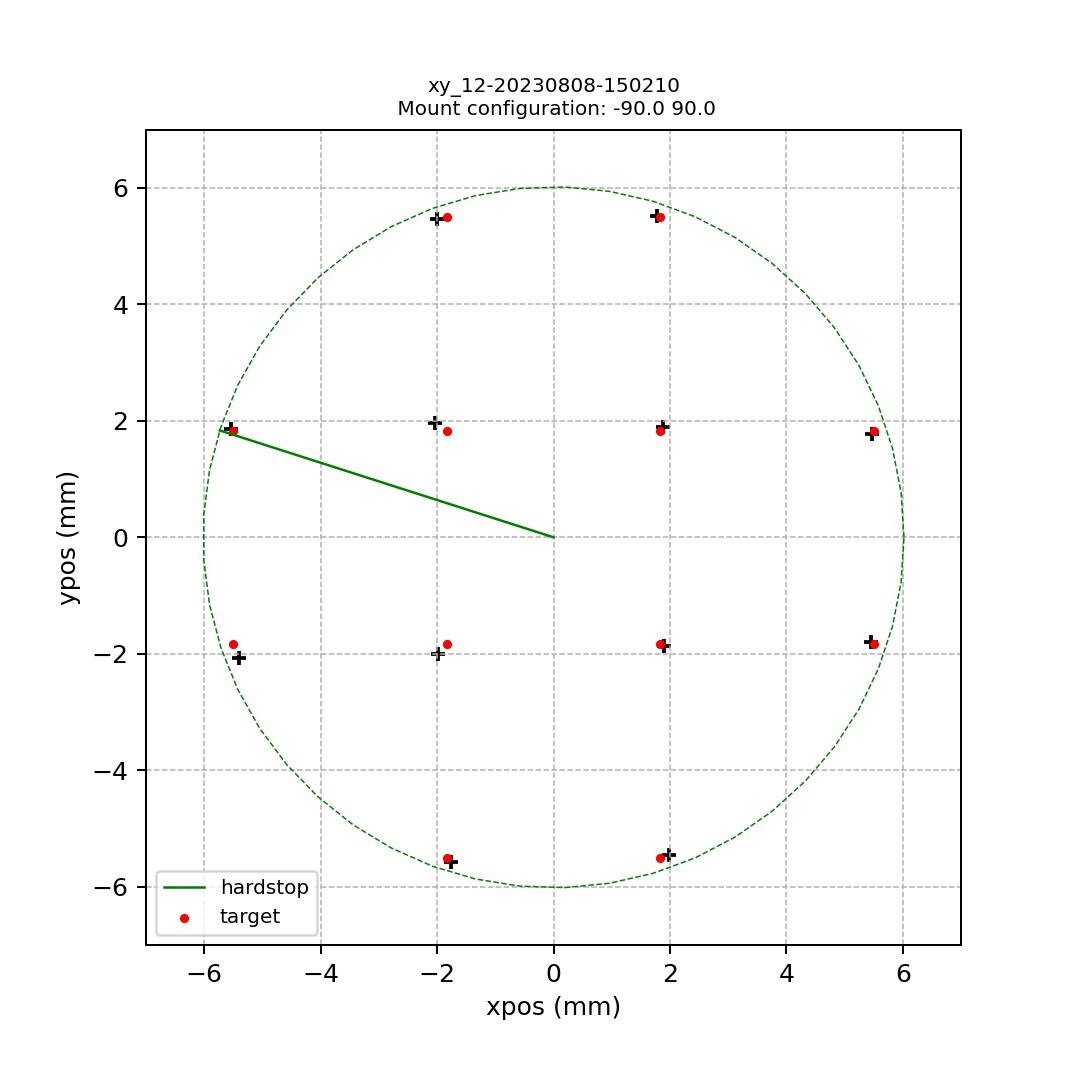 xy_12-20230808-150210
Mount configuration: -90.0 90.0
ypos (mm)
6
4
2
0
−2
−4
−6
hardstop
target
−6 −4 −2 0 2 4 6
xpos (mm)